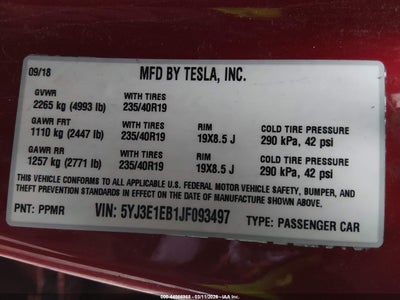 09/18 MFD BY TESLA, INC.
GVWR WITH TIRES
2265 kg (4993 lb) 235/40R19
GAWR FRT WITH TIRES RIM COLD TIRE PRESSURE
1110 kg (2447 lb) 235/40R19 19X8.5 J 290 kPa, 42 psi
GAWR RR WITH TIRES RIM COLD TIRE PRESSURE
1257 kg (2771 lb) 235/40R19 19X8.5 J 290 kPa, 42 psi
THIS VEHICLE CONFORMS TO ALL APPLICABLE U.S. FEDERAL MOTOR VEHICLE SAFETY, BUMPER, AND
THEFT PREVENTION STANDARDS IN EFFECT ON THE DATE OF MANUFACTURE SHOWN ABOVE.
PNT: PPMR VIN: 5YJ3E1EB1JF093497 TYPE: PASSENGER CAR